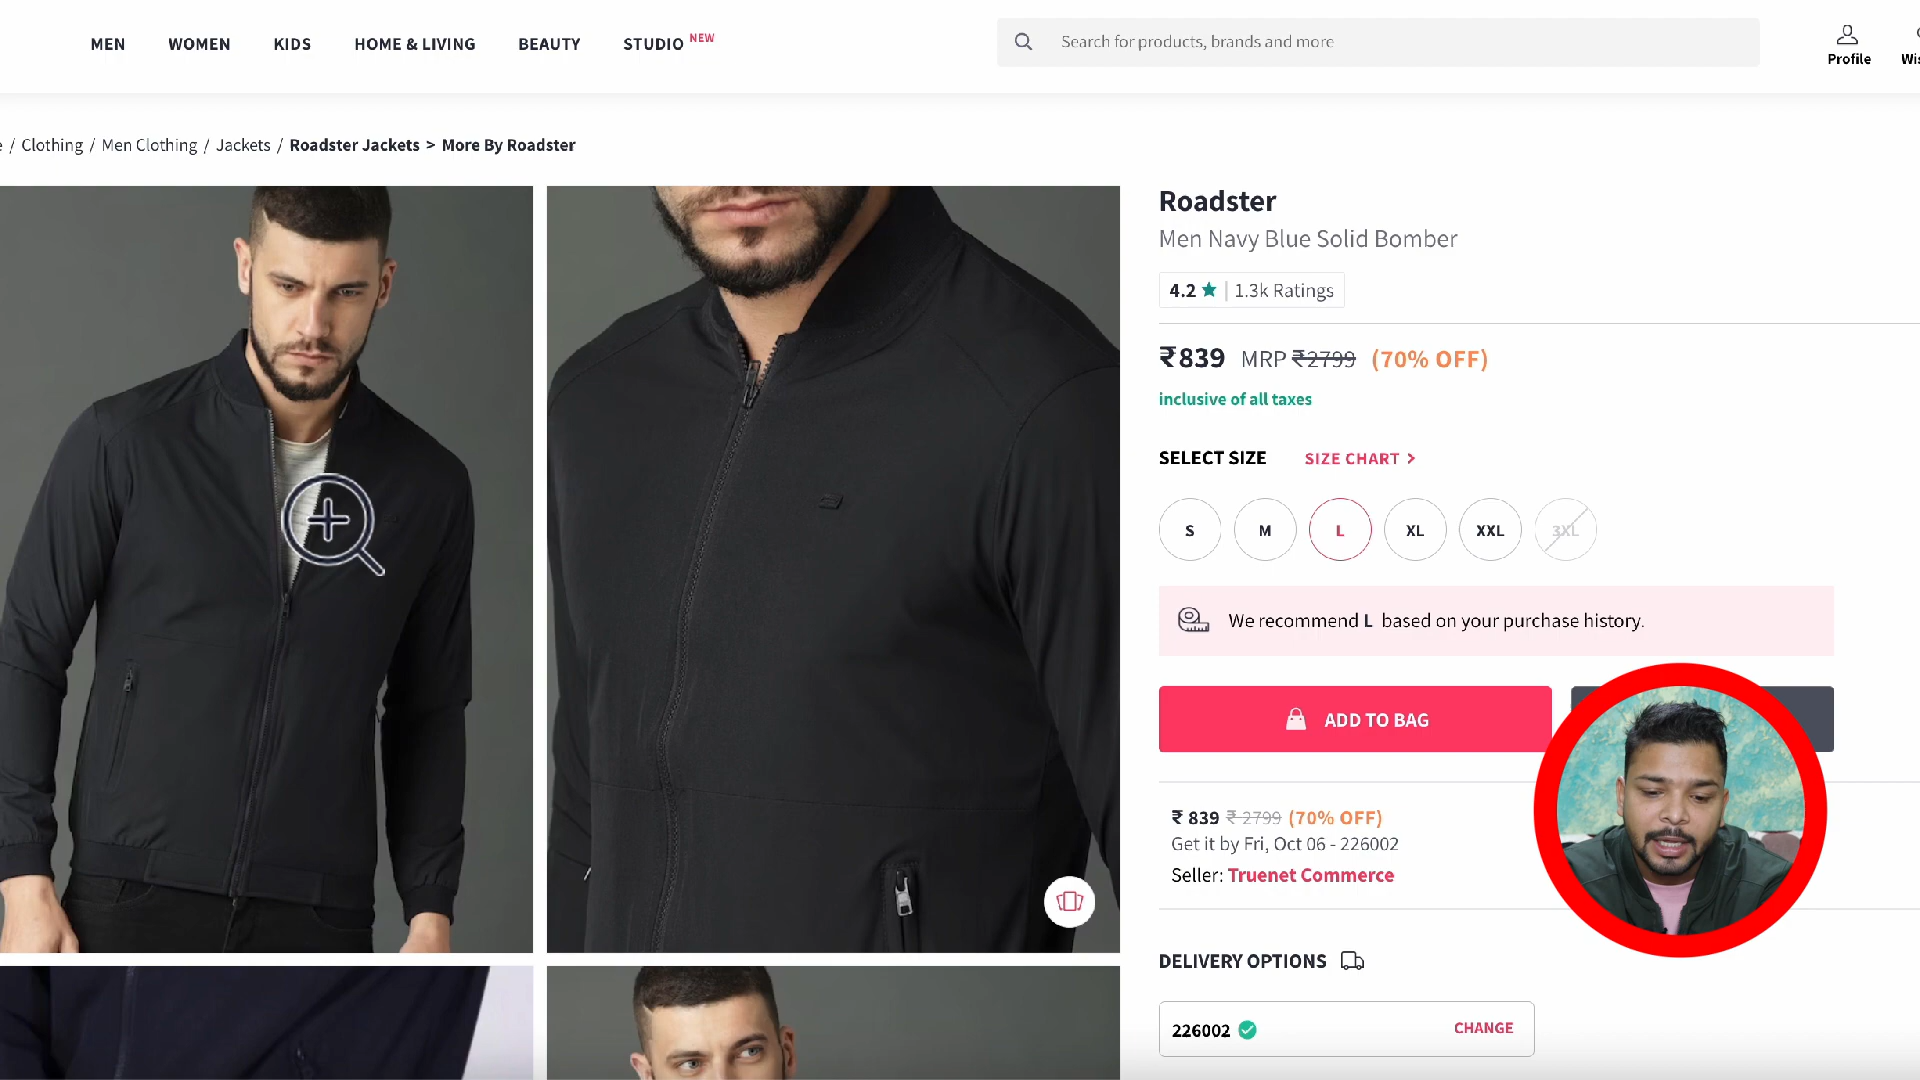 MEN WOMEN KIDS HOME & LIVING BEAUTY STUDIO NEW
Search for products, brands and more
Profile
/ Clothing / Men Clothing / Jackets / Roadster Jackets > More By Roadster
Roadster
Men Navy Blue Solid Bomber
4.2 ★ | 1.3k Ratings
₹839 MRP ₹2799 (70% OFF)
inclusive of all taxes
SELECT SIZE SIZE CHART >
S M L XL XXL 3XL
We recommend L based on your purchase history.
ADD TO BAG
₹ 839 ₹ 2799 (70% OFF)
Get it by Fri, Oct 06 - 226002
Seller: Truenet Commerce
DELIVERY OPTIONS
226002 CHANGE